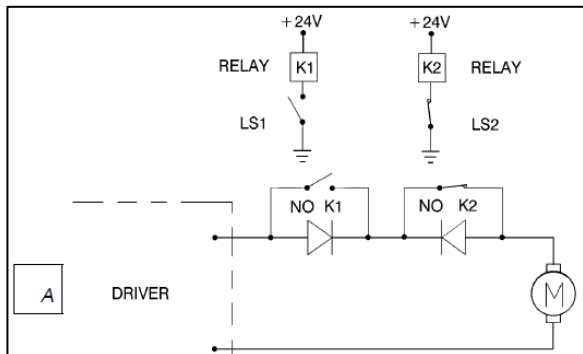 +24V +24V
RELAY K1 K2 RELAY
LS1 LS2
NO K1 NO K2
A DRIVER M